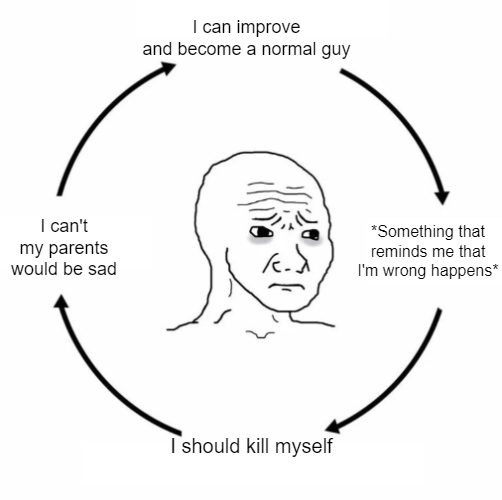 I can improve
and become a normal guy
*Something that
reminds me that
I'm wrong happens*
I should kill myself
I can't
my parents
would be sad